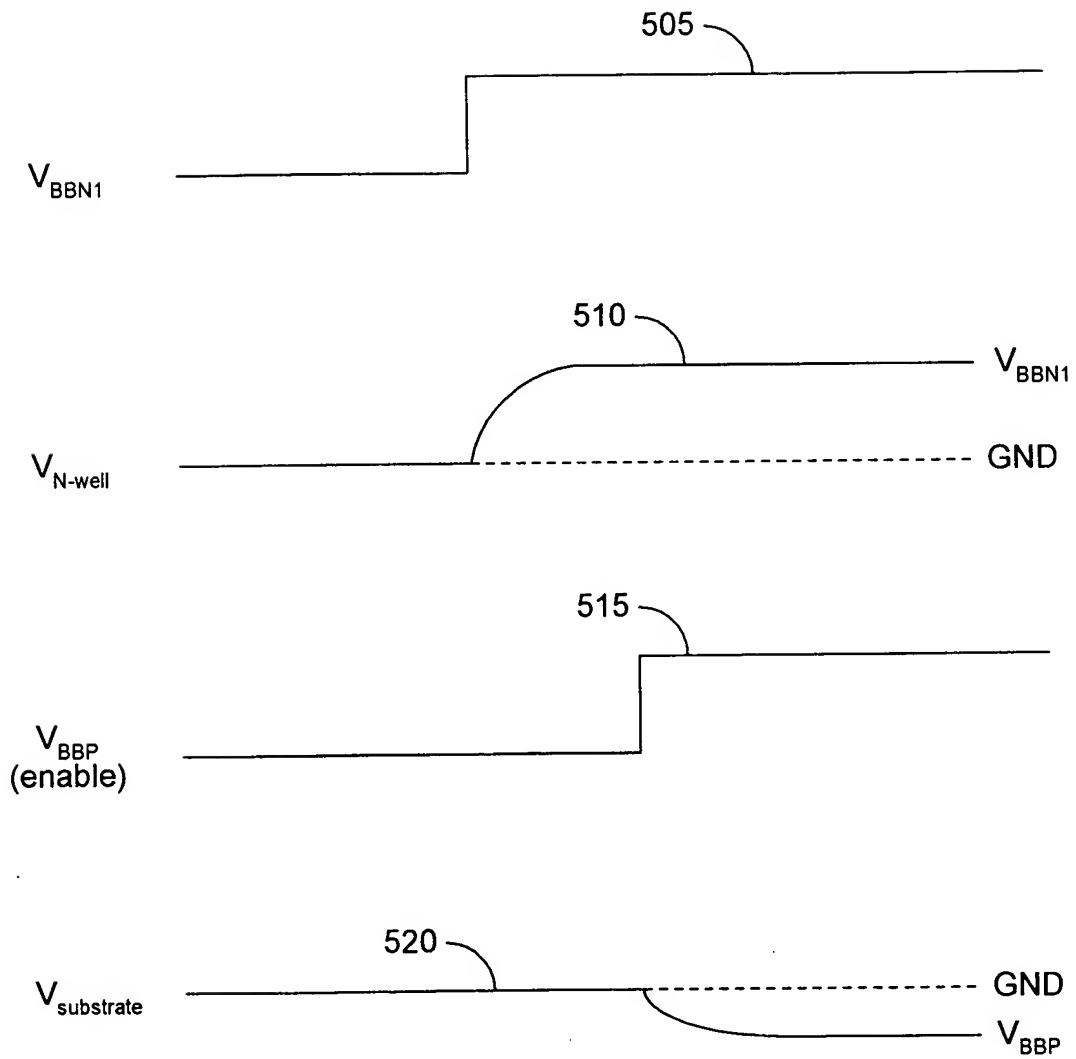 505
V_BBN1
510
V_BBN1
V_N-well
GND
515
V_BBP
(enable)
520
V_substrate
GND
V_BBP